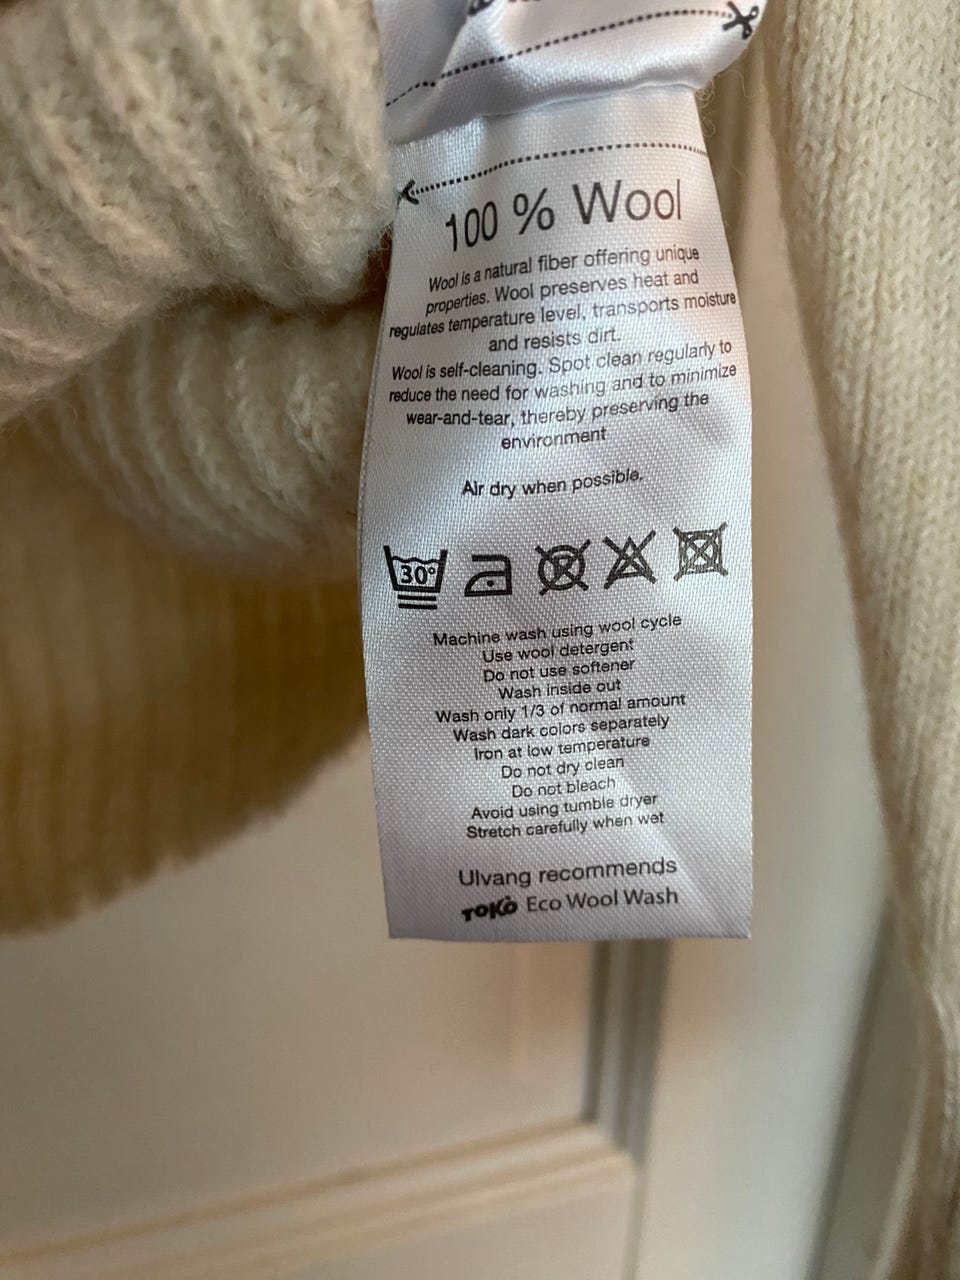 100 % Wool
Wool is a natural fiber offering unique
properties. Wool preserves heat and
regulates temperature level, transports moisture
and resists dirt.
Wool is self-cleaning. Spot clean regularly to
reduce the need for washing and to minimize
wear-and-tear, thereby preserving the
environment
Air dry when possible.
30°
Machine wash using wool cycle
Use wool detergent
Do not use softener
Wash inside out
Wash only 1/3 of normal amount
Wash dark colors separately
Iron at low temperature
Do not dry clean
Do not bleach
Avoid using tumble dryer
Stretch carefully when wet
Ulvang recommends
TOKO Eco Wool Wash